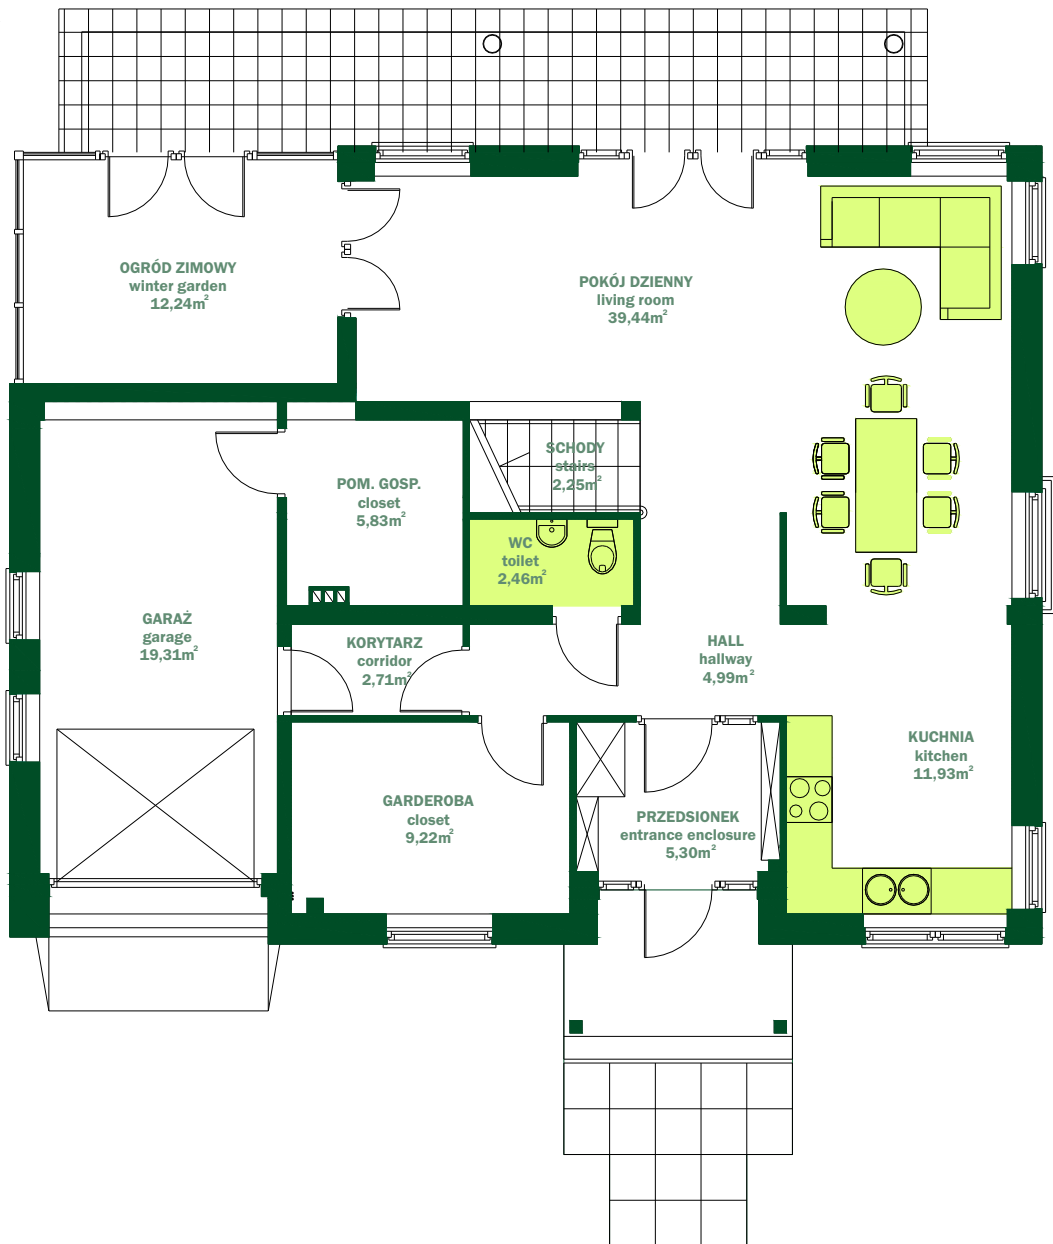 OGRÓD ZIMOWY
winter garden
12,24m²
POKÓJ DZIENNY
living room
39,44m²
SCHODY
stairs
2,25m²
POM. GOSP.
closet
5,83m²
WC
toilet
2,46m²
GARAŻ
garage
19,31m²
KORYTARZ
corridor
2,71m²
HALL
hallway
4,99m²
KUCHNIA
kitchen
11,93m²
GARDEROBA
closet
9,22m²
PRZEDSIONEK
entrance enclosure
5,30m²